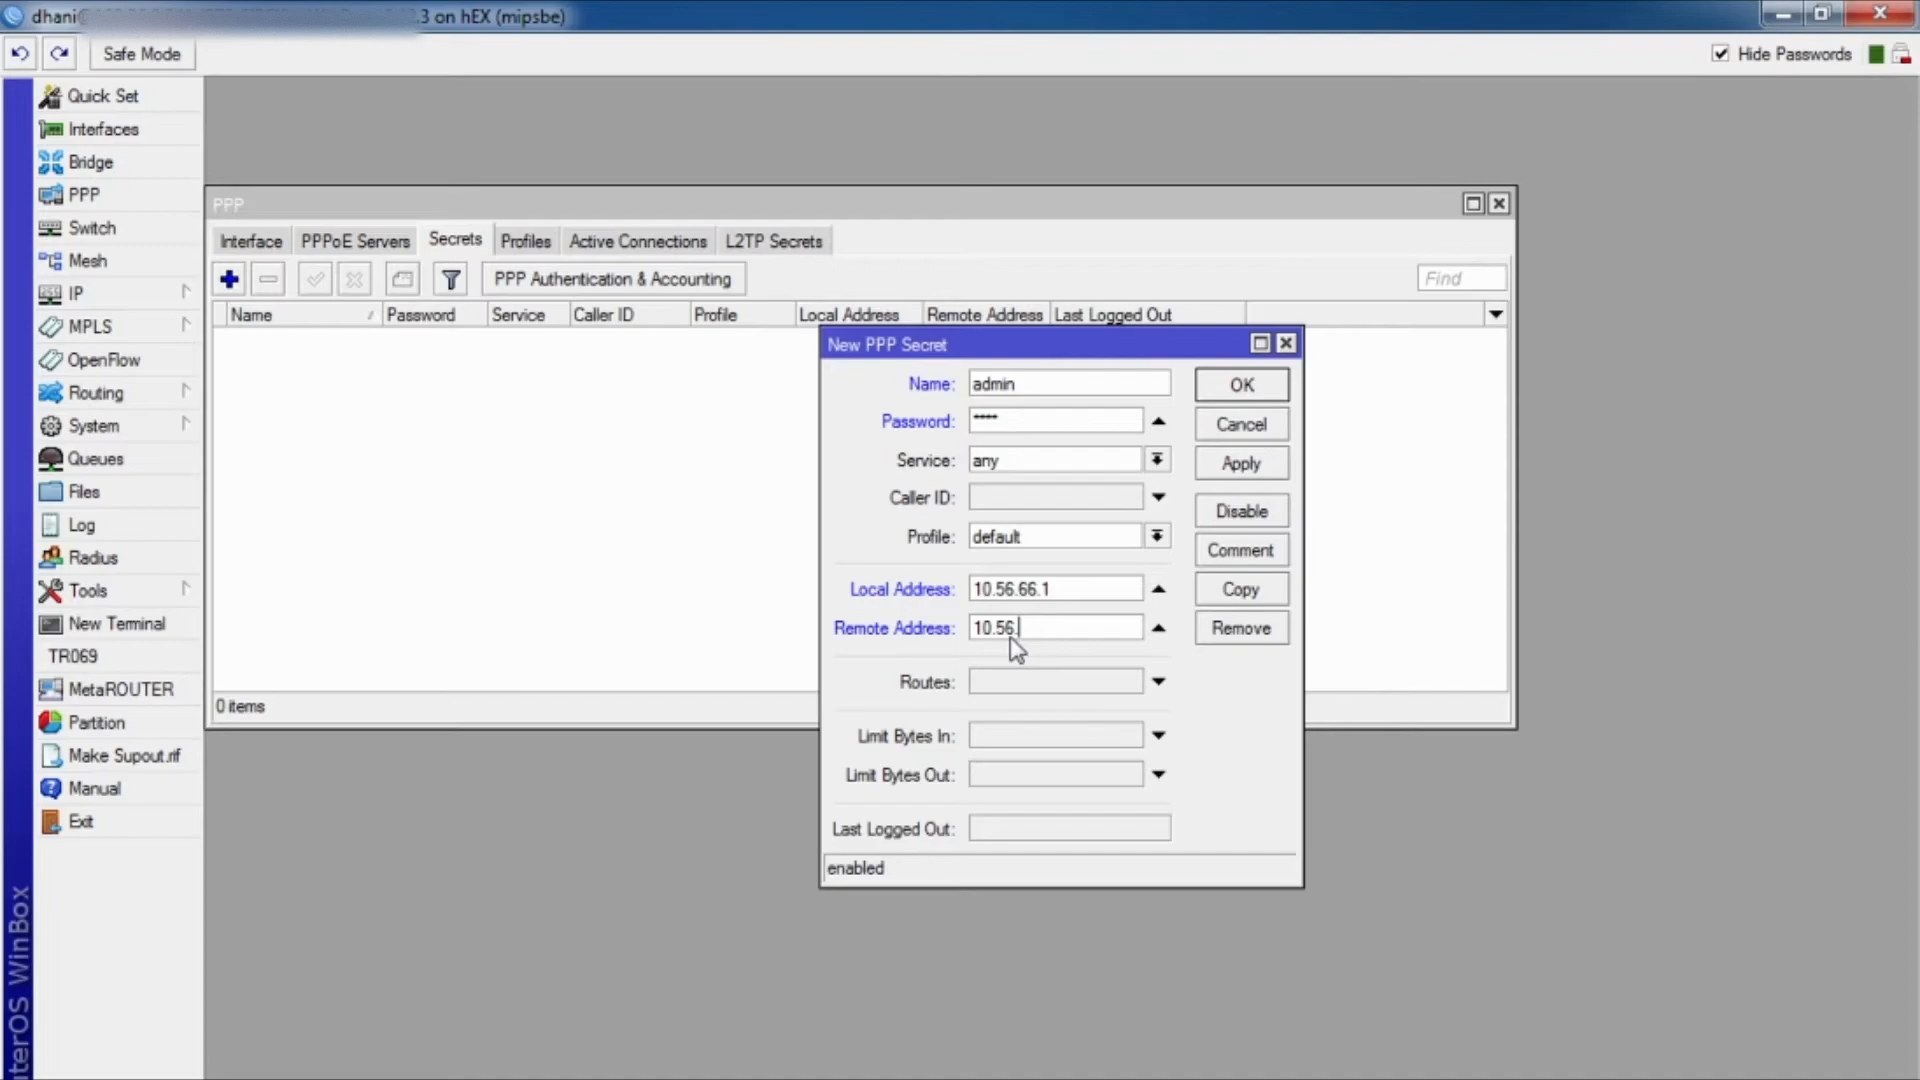 dhani@ .3 on hEX (mipsbe)
Safe Mode
Hide Passwords
Quick Set
Interfaces
Bridge
PPP
Switch
Mesh
IP
MPLS
OpenFlow
Routing
System
Queues
Files
Log
Radius
Tools
New Terminal
TR069
MetaROUTER
Partition
Make Supout.rif
Manual
Exit
uterOS WinBox
PPP
Interface PPPoE Servers Secrets Profiles Active Connections L2TP Secrets
PPP Authentication & Accounting
Find
Name Password Service Caller ID Profile Local Address Remote Address Last Logged Out
0 items
New PPP Secret
Name: admin
Password: ****
Service: any
Caller ID:
Profile: default
Local Address: 10.56.66.1
Remote Address: 10.56.
Routes:
Limit Bytes In:
Limit Bytes Out:
Last Logged Out:
enabled
OK
Cancel
Apply
Disable
Comment
Copy
Remove